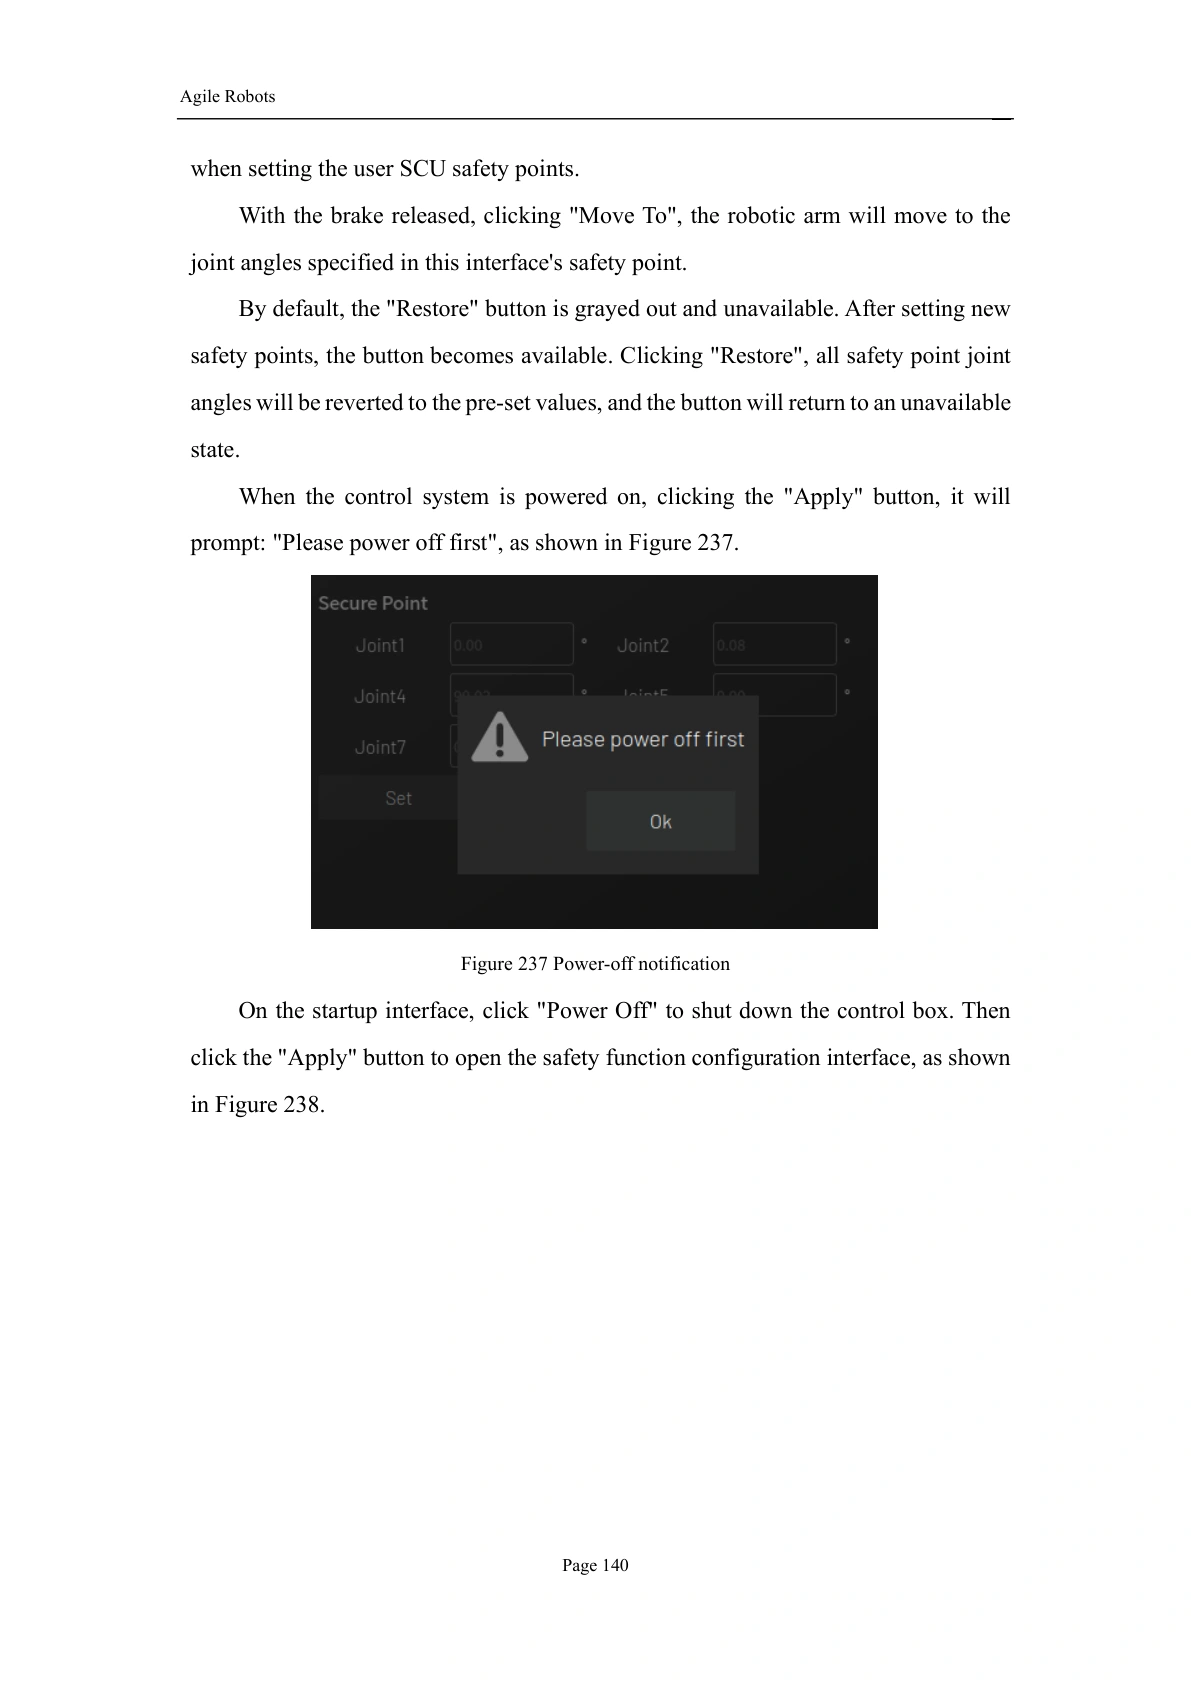 Agile Robots
when setting the user SCU safety points.
With the brake released, clicking "Move To", the robotic arm will move to the
joint angles specified in this interface's safety point.
By default, the "Restore" button is grayed out and unavailable. After setting new
safety points, the button becomes available. Clicking "Restore", all safety point joint
angles will be reverted to the pre-set values, and the button will return to an unavailable
state.
When the control system is powered on, clicking the "Apply" button, it will
prompt: "Please power off first", as shown in Figure 237.
Secure Point
Joint1 0.00 ° Joint2 0.08 °
Joint4 ° Joint5 0.00 °
Joint7
Please power off first
Set
Ok
Figure 237 Power-off notification
On the startup interface, click "Power Off" to shut down the control box. Then
click the "Apply" button to open the safety function configuration interface, as shown
in Figure 238.
Page 140